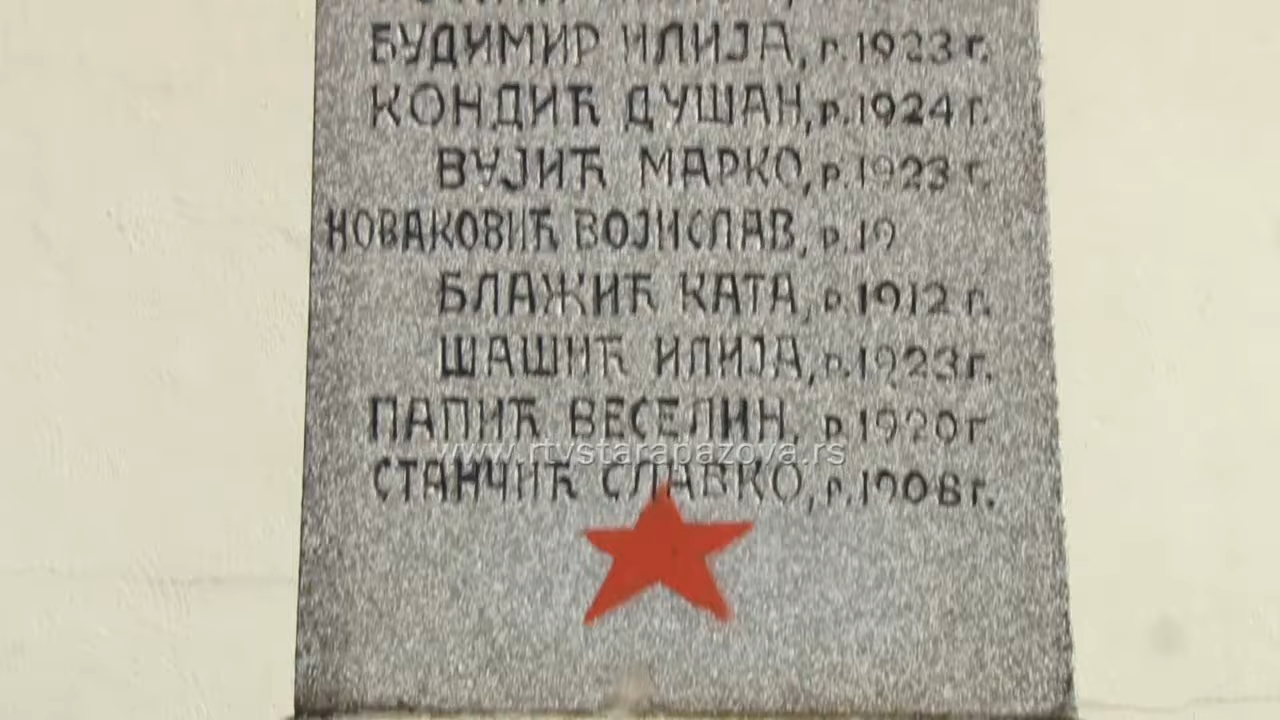 БУДИМИР ИЛИЈА, р.1923 г.
КОНДИЋ ДУШАН, р.1924 г.
ВУЈИЋ МАРКО, р.1923 г.
НОВАКОВИЋ ВОЈИСЛАВ, р.19
БЛАЖИЋ КАТА, р.1912 г.
ШАШИЋ ИЛИЈА, р.1923 г.
ПАПИЋ ВЕСЕЛИН, р.1920 г.
www.rtvstarapazova.rs
СТАНЧИЋ СЛАВКО, р.1908 г.